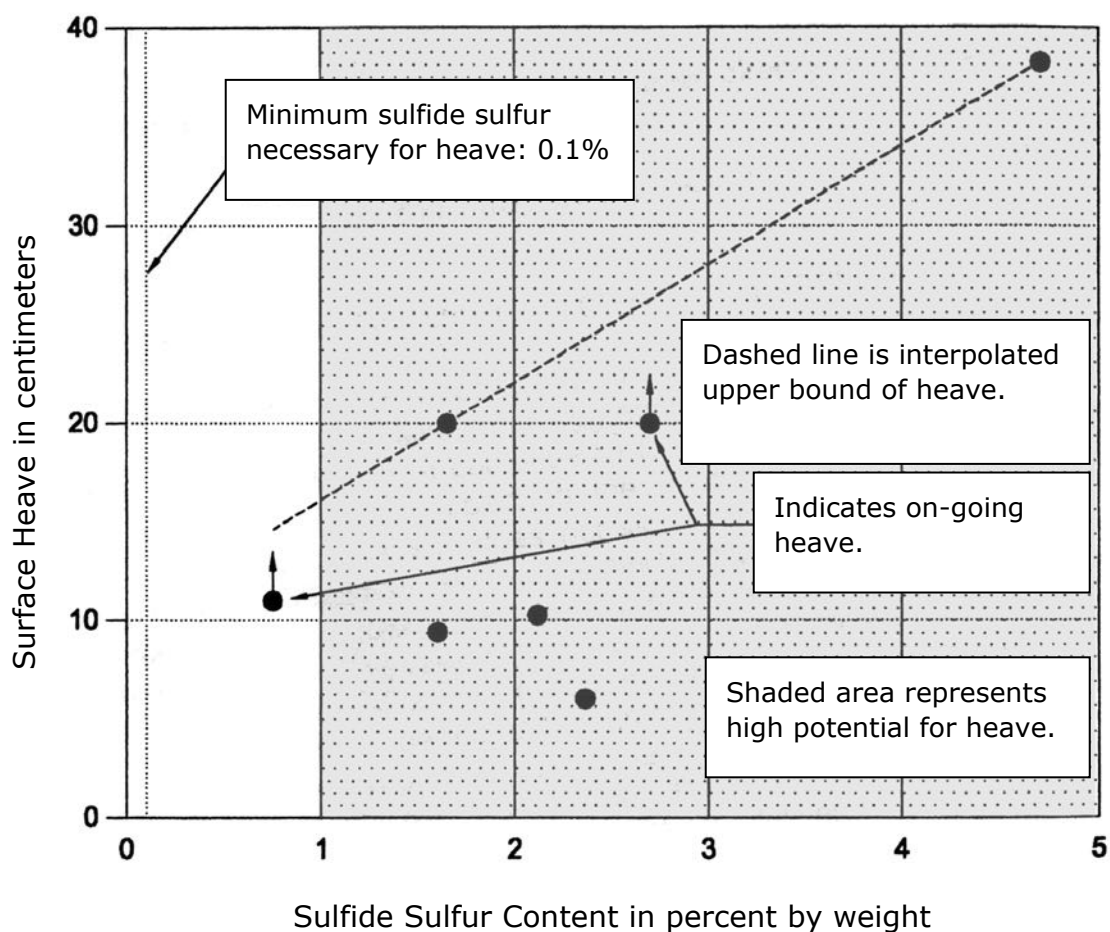 40
Minimum sulfide sulfur
necessary for heave: 0.1%
30
Surface Heave in centimeters
Dashed line is interpolated
upper bound of heave.
20
Indicates on-going
heave.
10
Shaded area represents
high potential for heave.
0
0 1 2 3 4 5
Sulfide Sulfur Content in percent by weight